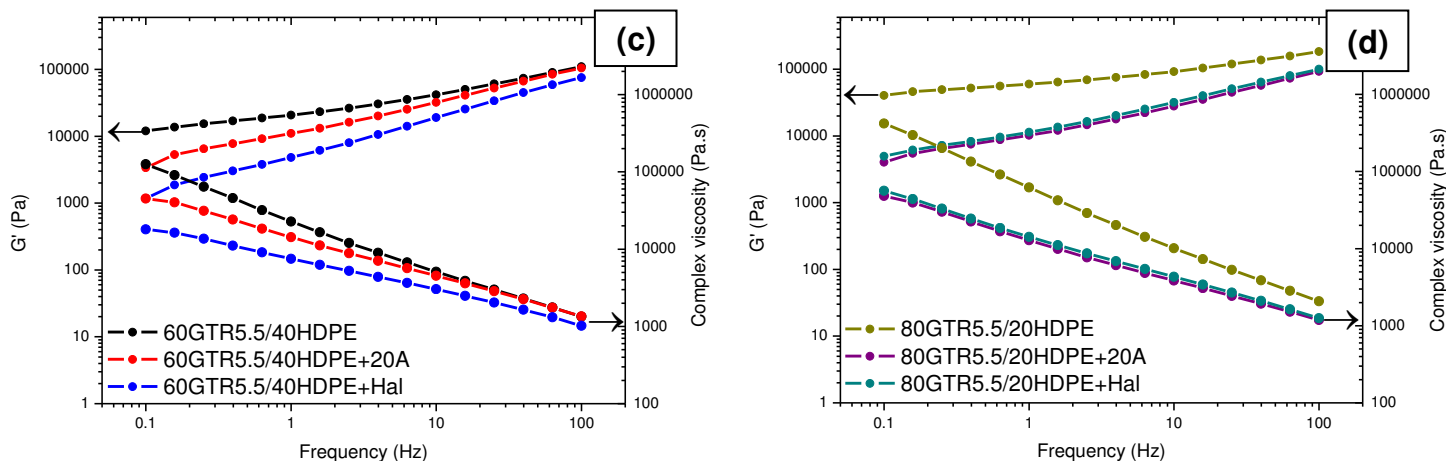 (c)
100000
10000
1000
100
10
1
G' (Pa)
1000000
100000
10000
1000
100
Complex viscosity (Pa.s)
60GTR5.5/40HDPE
60GTR5.5/40HDPE+20A
60GTR5.5/40HDPE+Hal
0.1
1
10
100
Frequency (Hz)
(d)
100000
10000
1000
100
10
1
G' (Pa)
1000000
100000
10000
1000
100
Complex viscosity (Pa.s)
80GTR5.5/20HDPE
80GTR5.5/20HDPE+20A
80GTR5.5/20HDPE+Hal
0.1
1
10
100
Frequency (Hz)